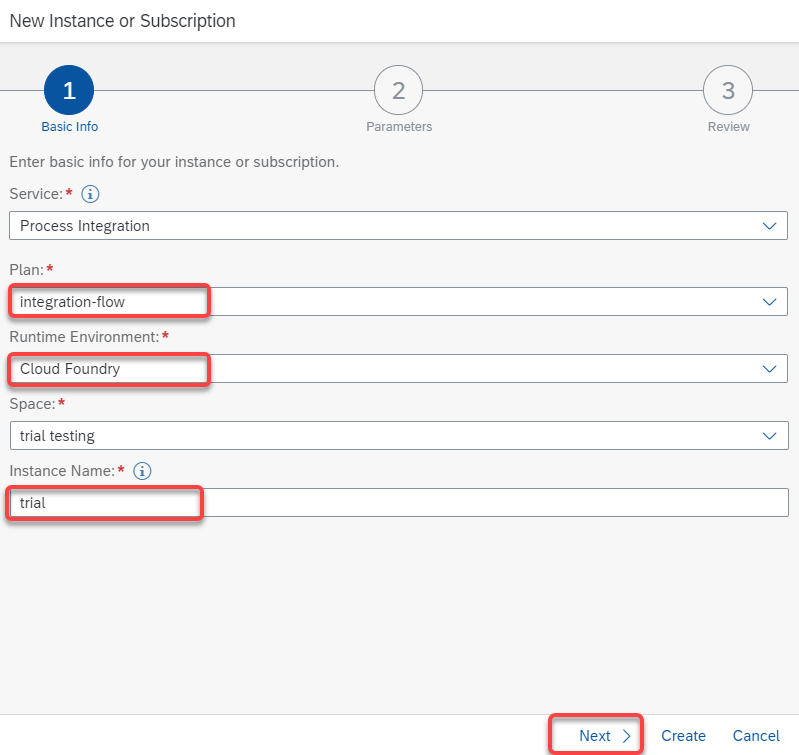 New Instance or Subscription
1
2
3
Basic Info
Parameters
Review
Enter basic info for your instance or subscription.
Service:*
Process Integration
Plan:*
integration-flow
Runtime Environment:*
Cloud Foundry
Space:*
trial testing
Instance Name:*
trial
Next Create Cancel